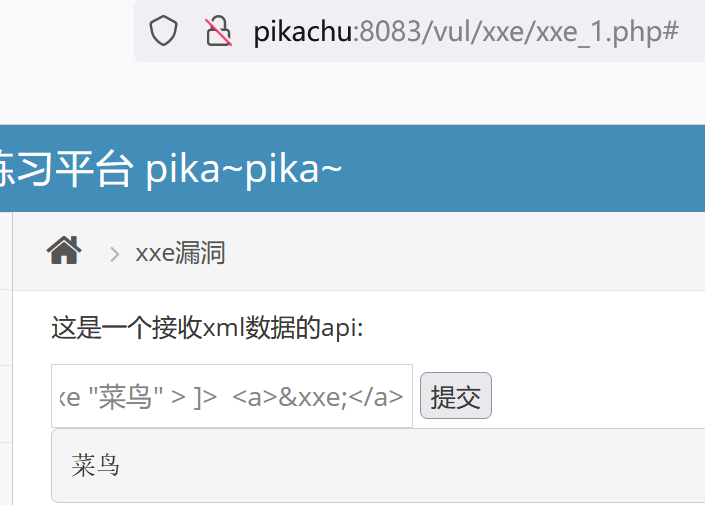 pikachu:8083/vul/xxe/xxe_1.php#
练习平台 pika~pika~
xxe漏洞
这是一个接收xml数据的api:
xe "菜鸟" > ]> <a>&xxe;</a>
提交
菜鸟